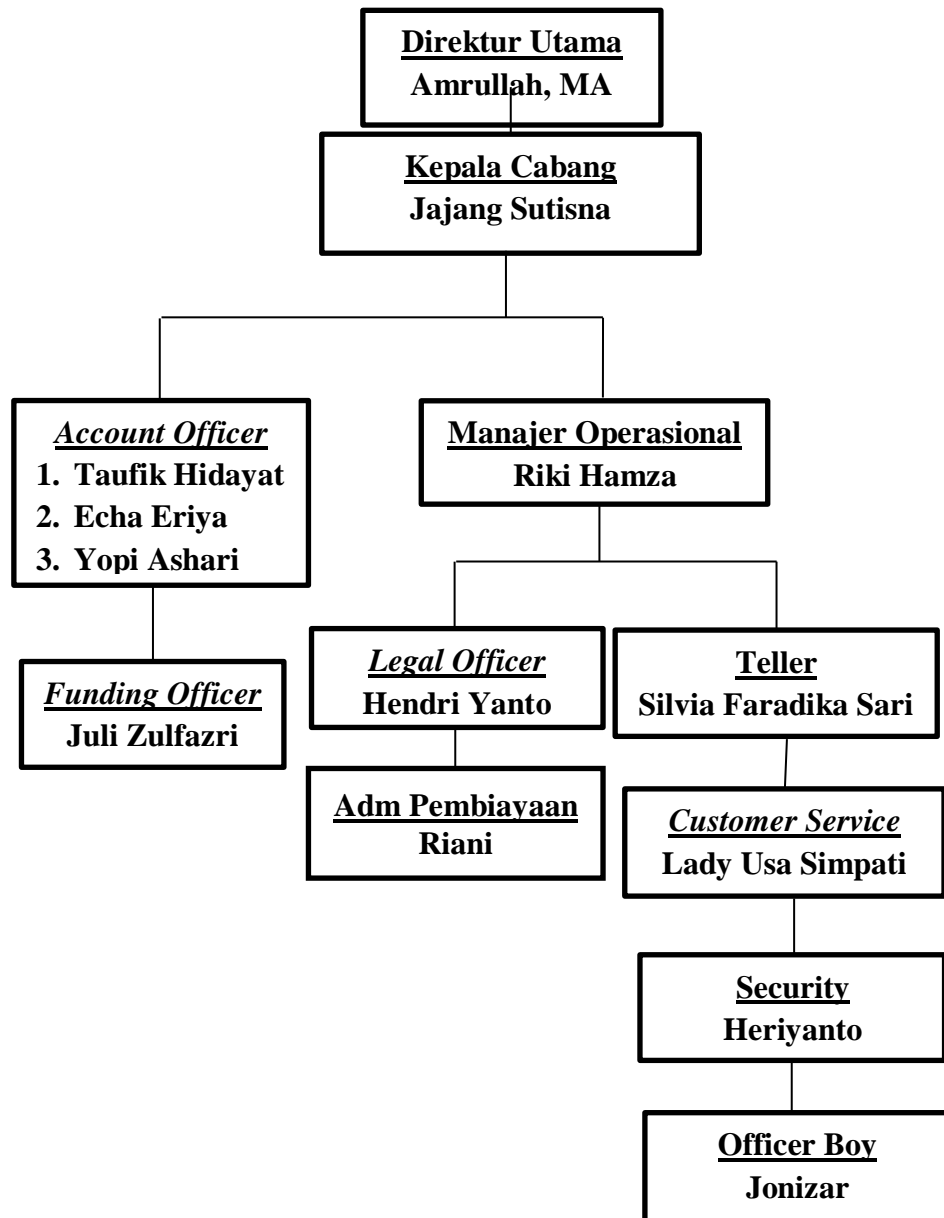 Direktur Utama
Amrullah, MA
Kepala Cabang
Jajang Sutisna
Account Officer
1. Taufik Hidayat
2. Echa Eriya
3. Yopi Ashari
Manajer Operasional
Riki Hamza
Funding Officer
Juli Zulfazri
Legal Officer
Hendri Yanto
Teller
Silvia Faradika Sari
Adm Pembiayaan
Riani
Customer Service
Lady Usa Simpati
Security
Heriyanto
Officer Boy
Jonizar